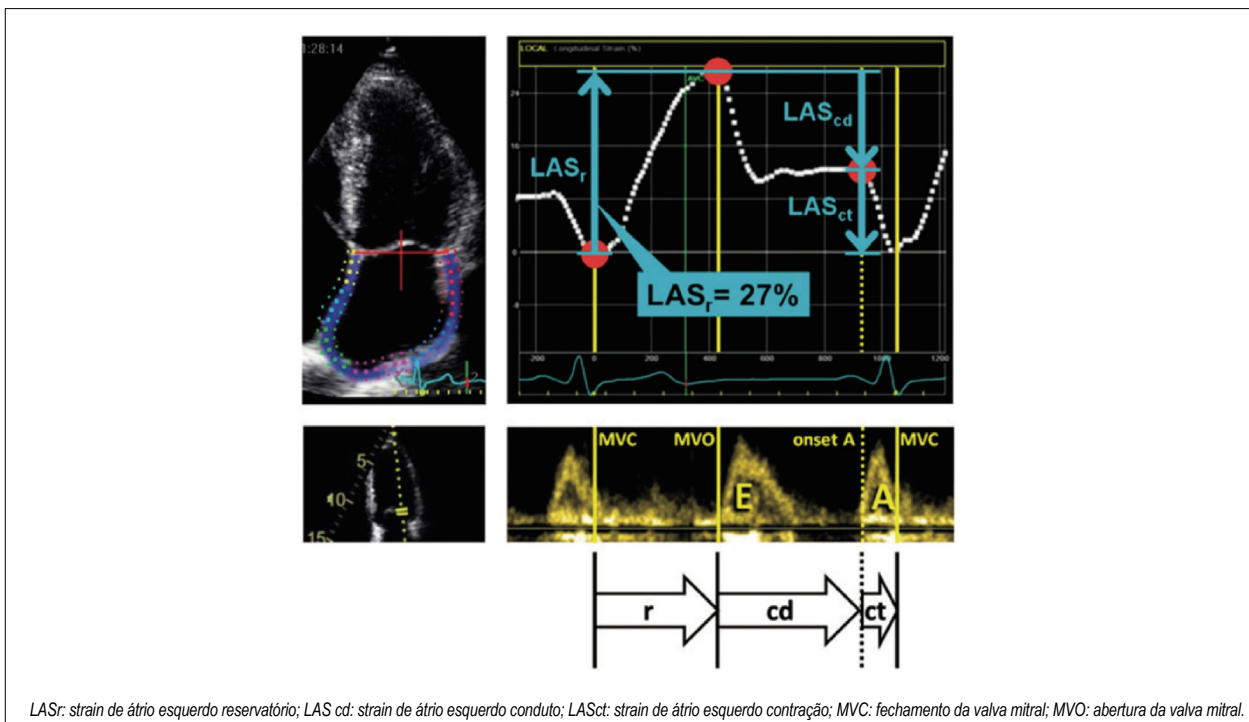 1:28:14
LOCAL Longitudinal Strain (%)
AVC
24
16
0
-8
LASr
LAScd
LASct
LASr= 27%
-200 0 200 400 600 800 1000 1200
2
5
10
15
MVC MVO onset A MVC
E A
r cd ct
LASr: strain de átrio esquerdo reservatório; LAS cd: strain de átrio esquerdo conduto; LASct: strain de átrio esquerdo contração; MVC: fechamento da valva mitral; MVO: abertura da valva mitral.